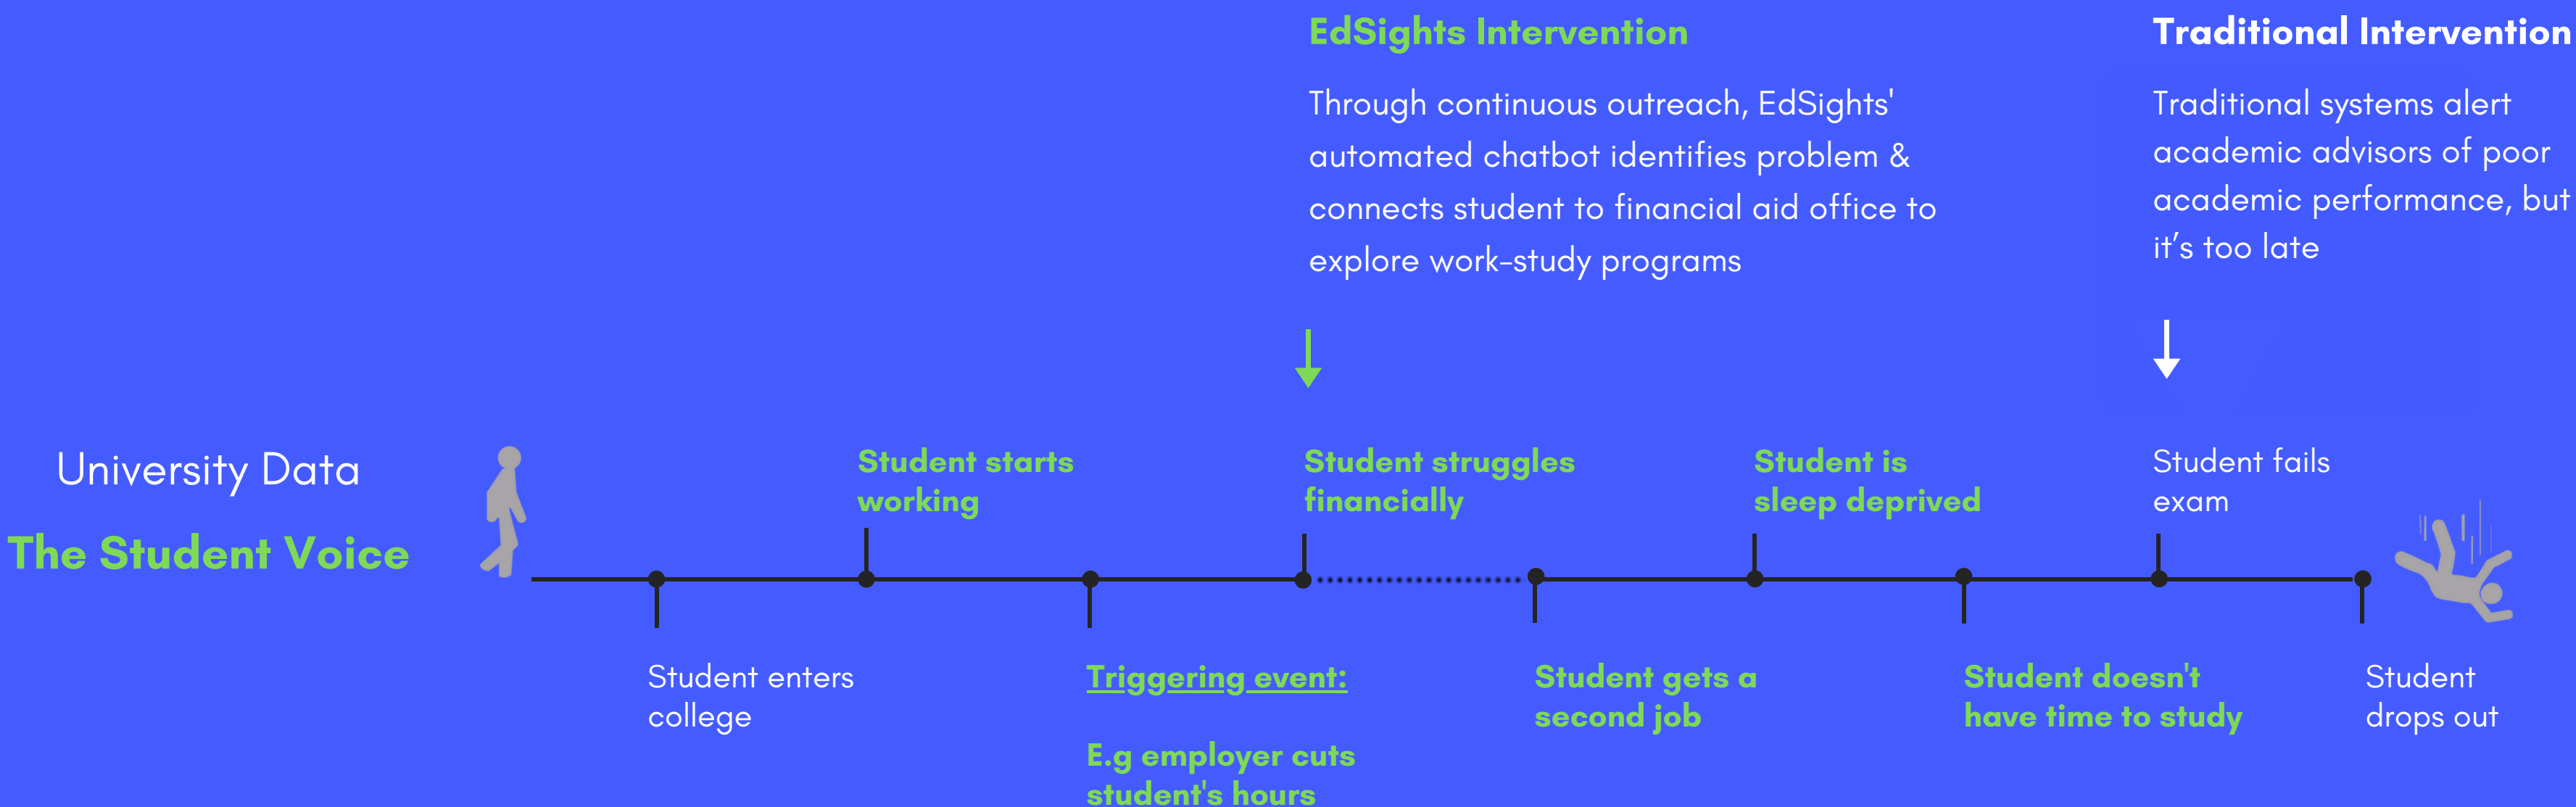 EdSights Intervention
Through continuous outreach, EdSights'
automated chatbot identifies problem &
connects student to financial aid office to
explore work-study programs
Traditional Intervention
Traditional systems alert
academic advisors of poor
academic performance, but
it’s too late
University Data
The Student Voice
Student starts
working
Student struggles
financially
Student is
sleep deprived
Student fails
exam
Student enters
college
Triggering event:
E.g employer cuts
student's hours
Student gets a
second job
Student doesn't
have time to study
Student
drops out